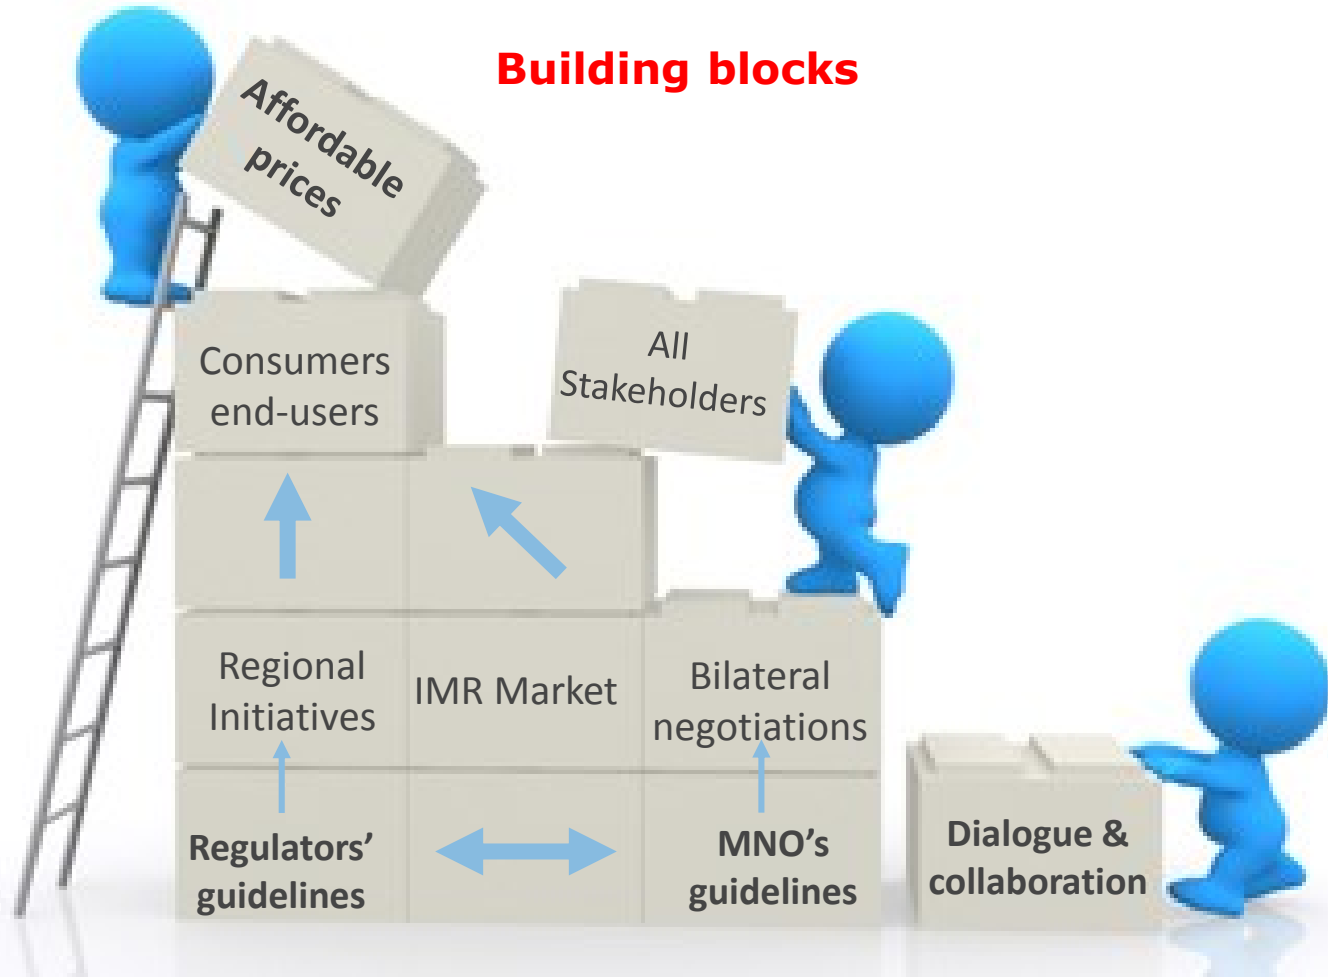 Building blocks
Affordable
prices
Consumers
end-users
All
Stakeholders
Regional
Initiatives
IMR Market
Bilateral
negotiations
Regulators’
guidelines
MNO’s
guidelines
Dialogue &
collaboration